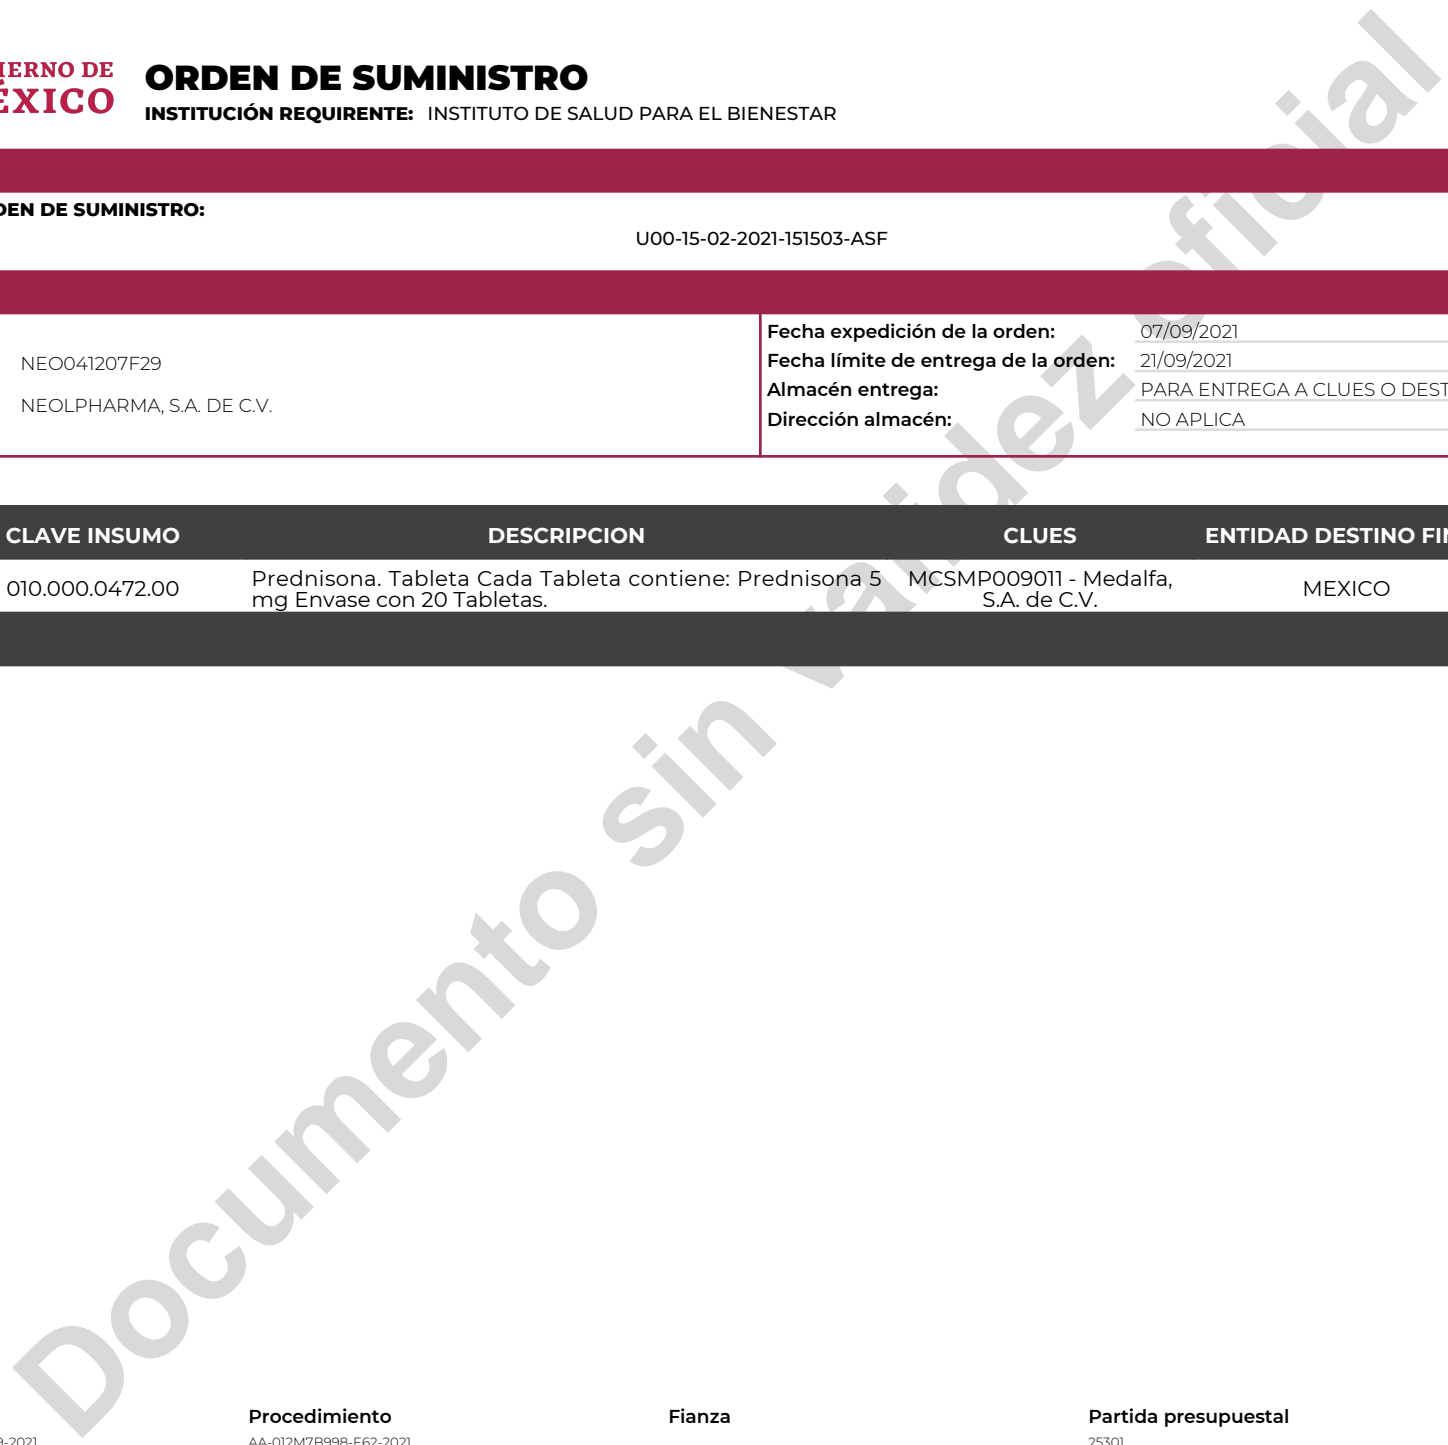 IERNO DE
ÉXICO
ORDEN DE SUMINISTRO
INSTITUCIÓN REQUIRENTE: INSTITUTO DE SALUD PARA EL BIENESTAR
DEN DE SUMINISTRO:
U00-15-02-2021-151503-ASF
NEO041207F29
NEOLPHARMA, S.A. DE C.V.
Fecha expedición de la orden: 07/09/2021
Fecha límite de entrega de la orden: 21/09/2021
Almacén entrega: PARA ENTREGA A CLUES O DEST
Dirección almacén: NO APLICA
CLAVE INSUMO DESCRIPCION CLUES ENTIDAD DESTINO FIN
010.000.0472.00 Prednisona. Tableta Cada Tableta contiene: Prednisona 5 MCSMP009011 - Medalfa, MEXICO
mg Envase con 20 Tabletas. S.A. de C.V.
Documento sin validez oficial
Procedimiento Fianza Partida presupuestal
9-2021 AA-012M7B998-E62-2021 25301